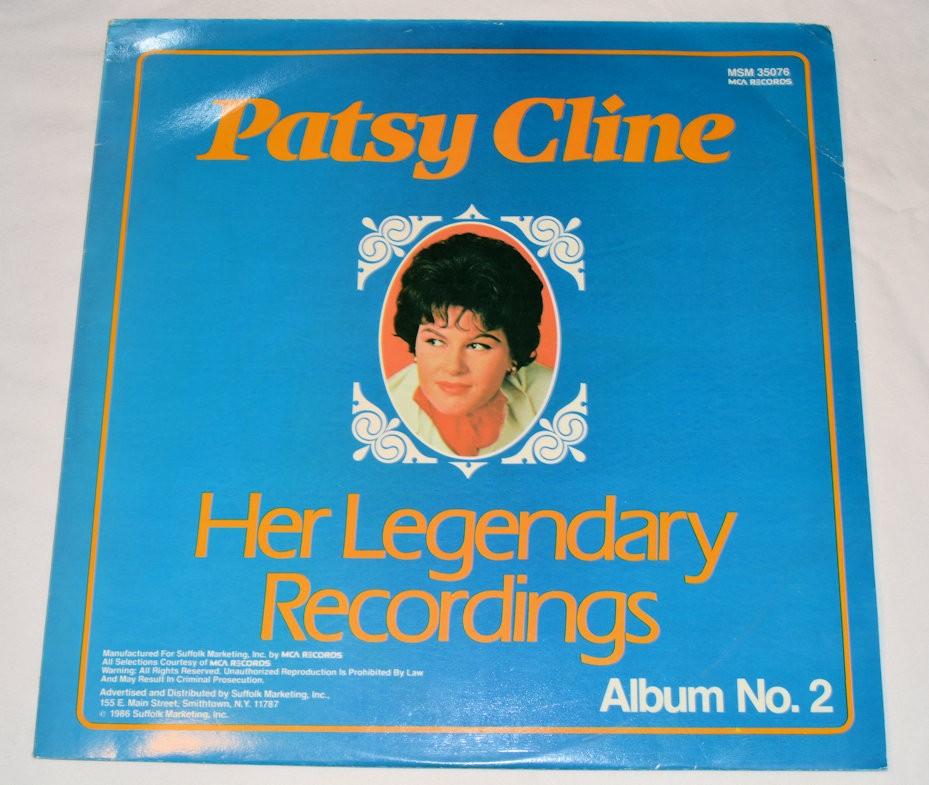 MSM 35076
MCA RECORDS
Patsy Cline
Her Legendary
Recordings
Manufactured For Suffolk Marketing, Inc. by MCA RECORDS
All Selections Courtesy of MCA RECORDS
Warning: All Rights Reserved. Unauthorized Reproduction Is Prohibited By Law
And May Result In Criminal Prosecution.
Advertised and Distributed by Suffolk Marketing, Inc.,
155 E. Main Street, Smithtown, N.Y. 11787
© 1986 Suffolk Marketing, Inc.
Album No. 2